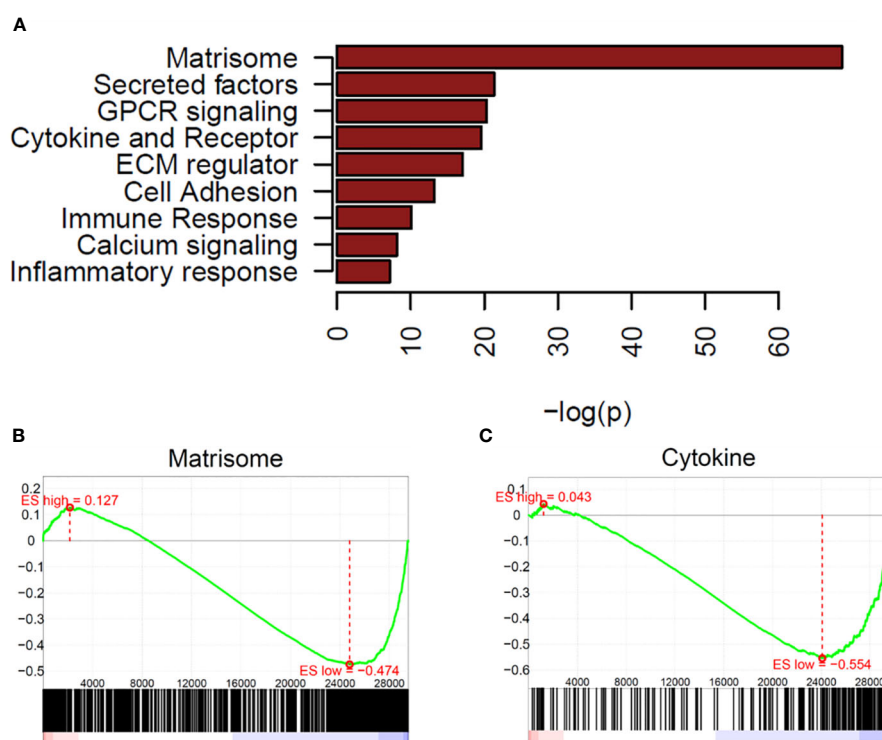 A
Matrisome
Secreted factors
GPCR signaling
Cytokine and Receptor
ECM regulator
Cell Adhesion
Immune Response
Calcium signaling
Inflammatory response
0 10 20 30 40 50 60
−log(p)
B
Matrisome
0.2
ES high = 0.127
0.1
0
−0.1
−0.2
−0.3
−0.4
ES low = −0.474
−0.5
4000 8000 12000 16000 20000 24000 28000
C
Cytokine
0.1
ES high = 0.043
0
−0.1
−0.2
−0.3
−0.4
−0.5
ES low = −0.554
−0.6
4000 8000 12000 16000 20000 24000 28000